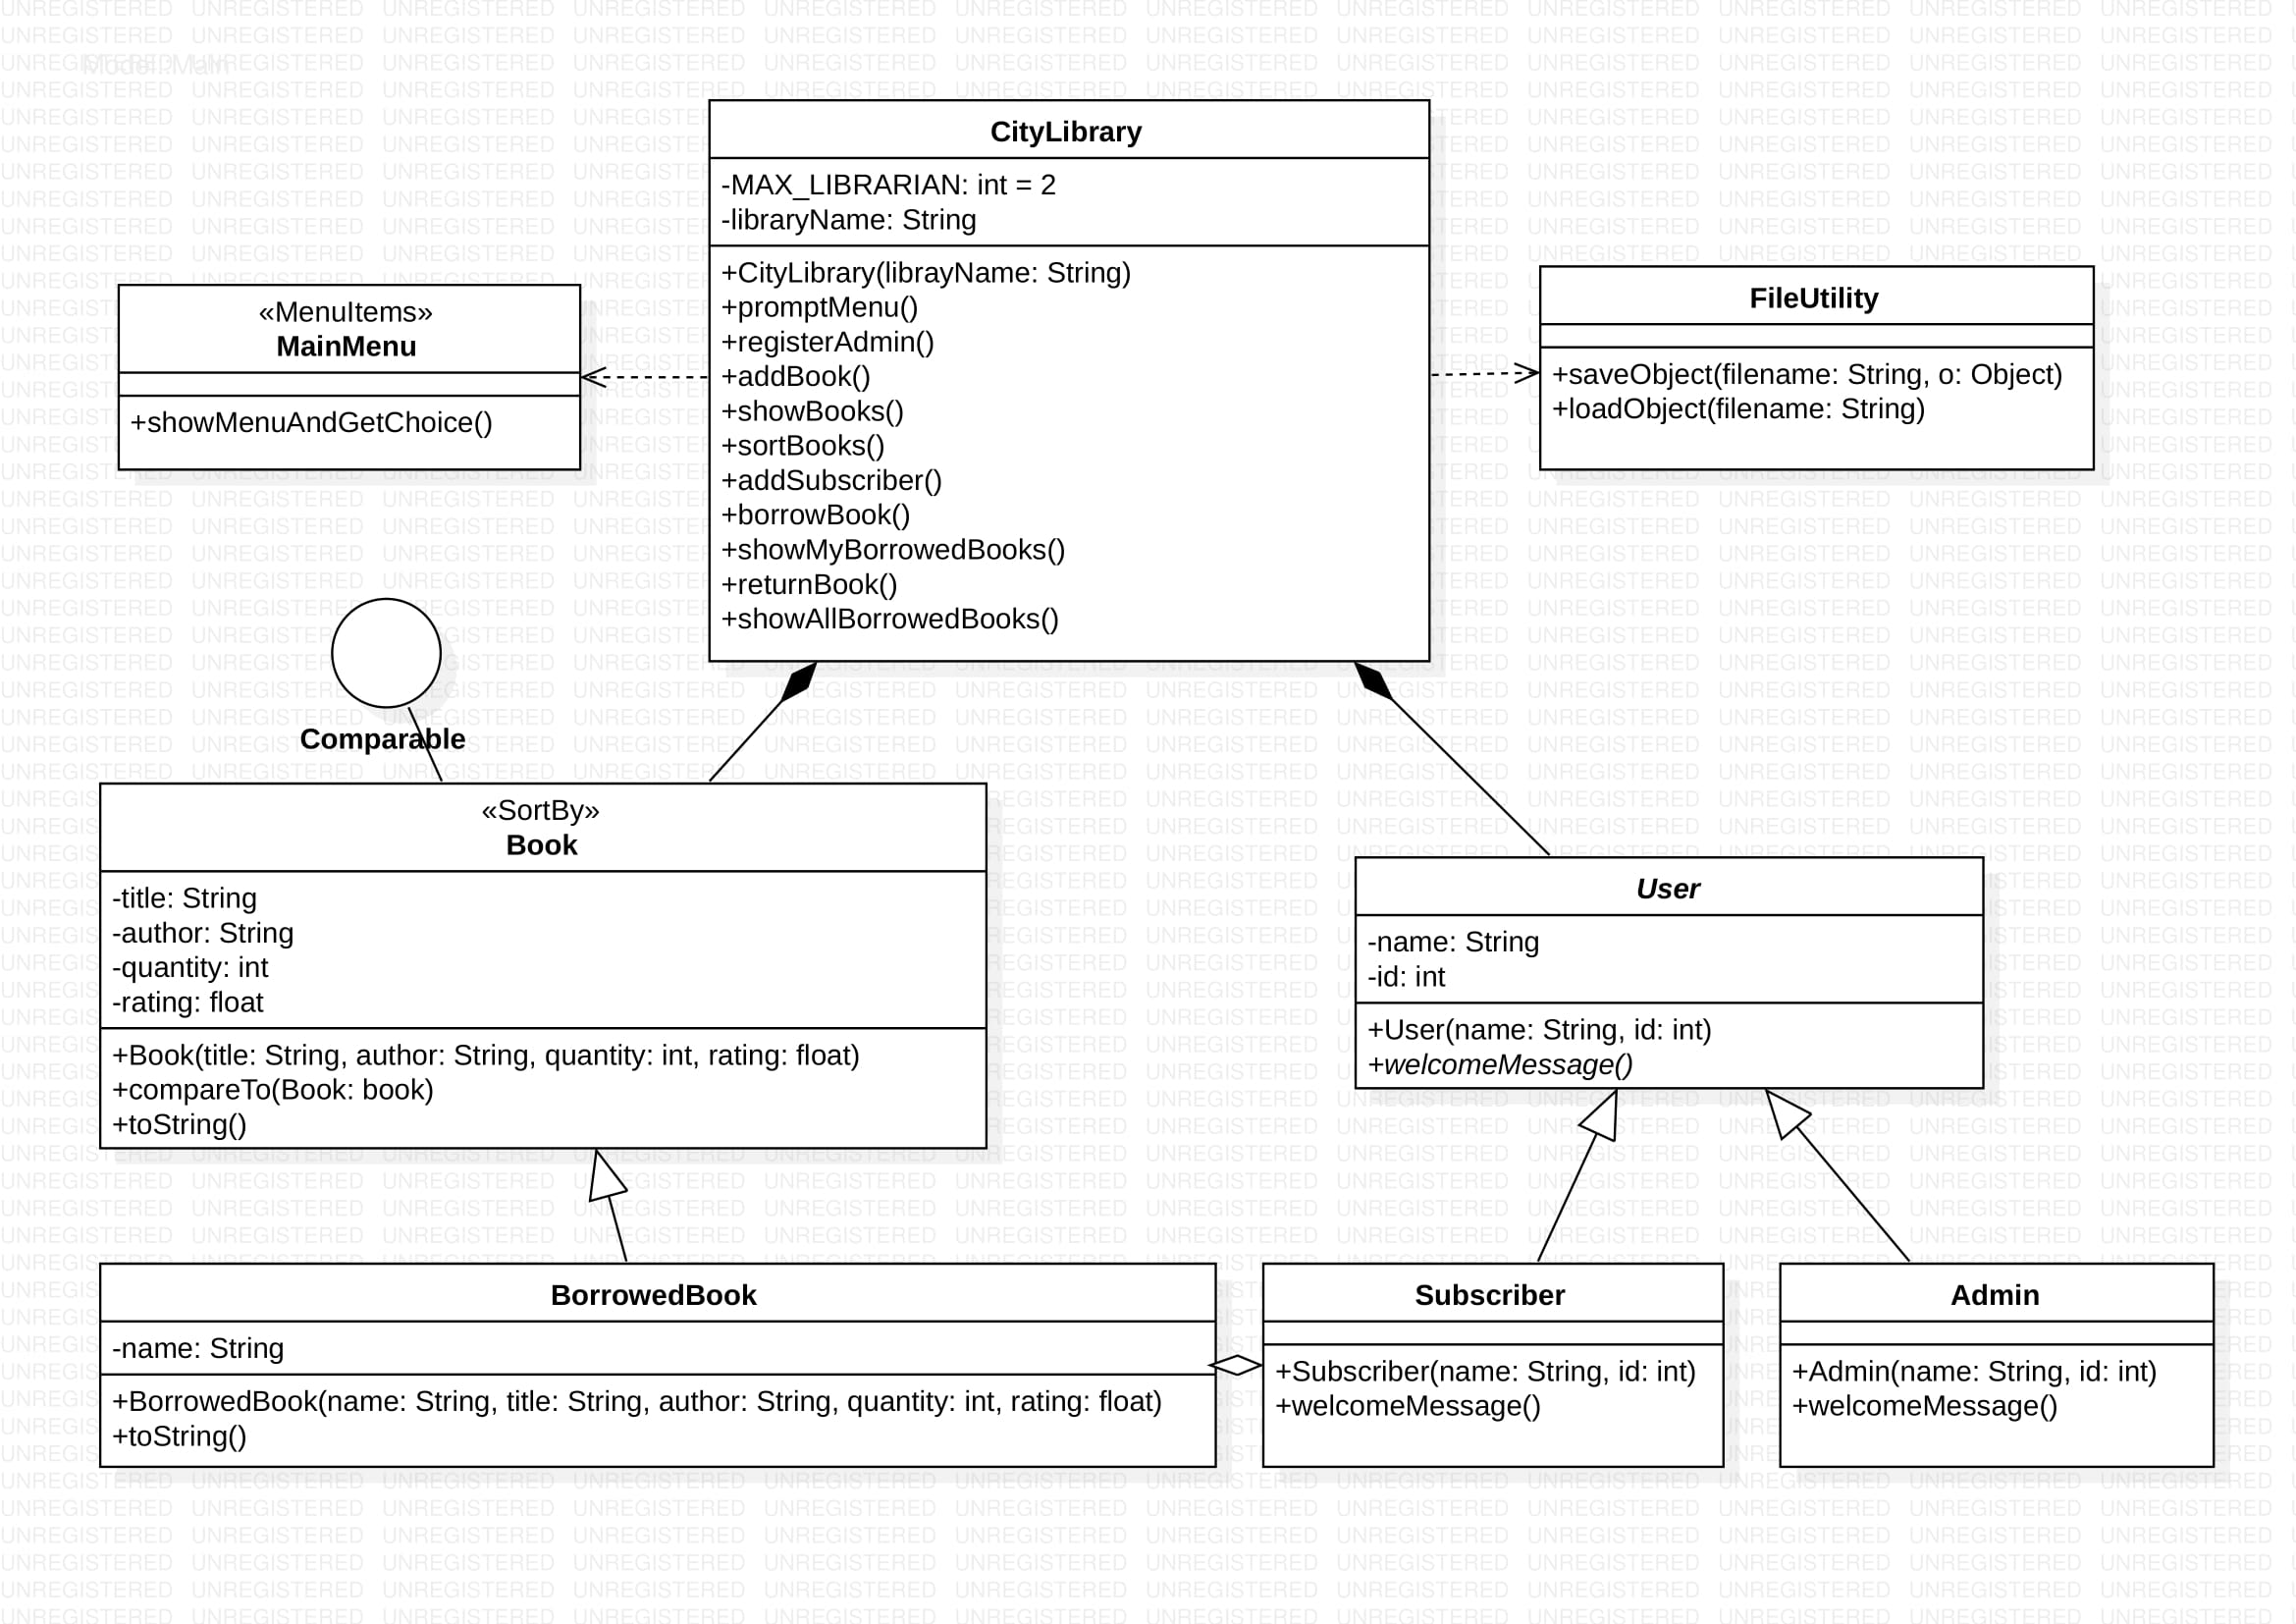 Model::Main
CityLibrary
-MAX_LIBRARIAN: int = 2
-libraryName: String
+CityLibrary(librayName: String)
+promptMenu()
+registerAdmin()
+addBook()
+showBooks()
+sortBooks()
+addSubscriber()
+borrowBook()
+showMyBorrowedBooks()
+returnBook()
+showAllBorrowedBooks()
«MenuItems»
MainMenu
+showMenuAndGetChoice()
FileUtility
+saveObject(filename: String, o: Object)
+loadObject(filename: String)
Comparable
«SortBy»
Book
-title: String
-author: String
-quantity: int
-rating: float
+Book(title: String, author: String, quantity: int, rating: float)
+compareTo(Book: book)
+toString()
User
-name: String
-id: int
+User(name: String, id: int)
+welcomeMessage()
BorrowedBook
-name: String
+BorrowedBook(name: String, title: String, author: String, quantity: int, rating: float)
+toString()
Subscriber
+Subscriber(name: String, id: int)
+welcomeMessage()
Admin
+Admin(name: String, id: int)
+welcomeMessage()
UNREGISTERED